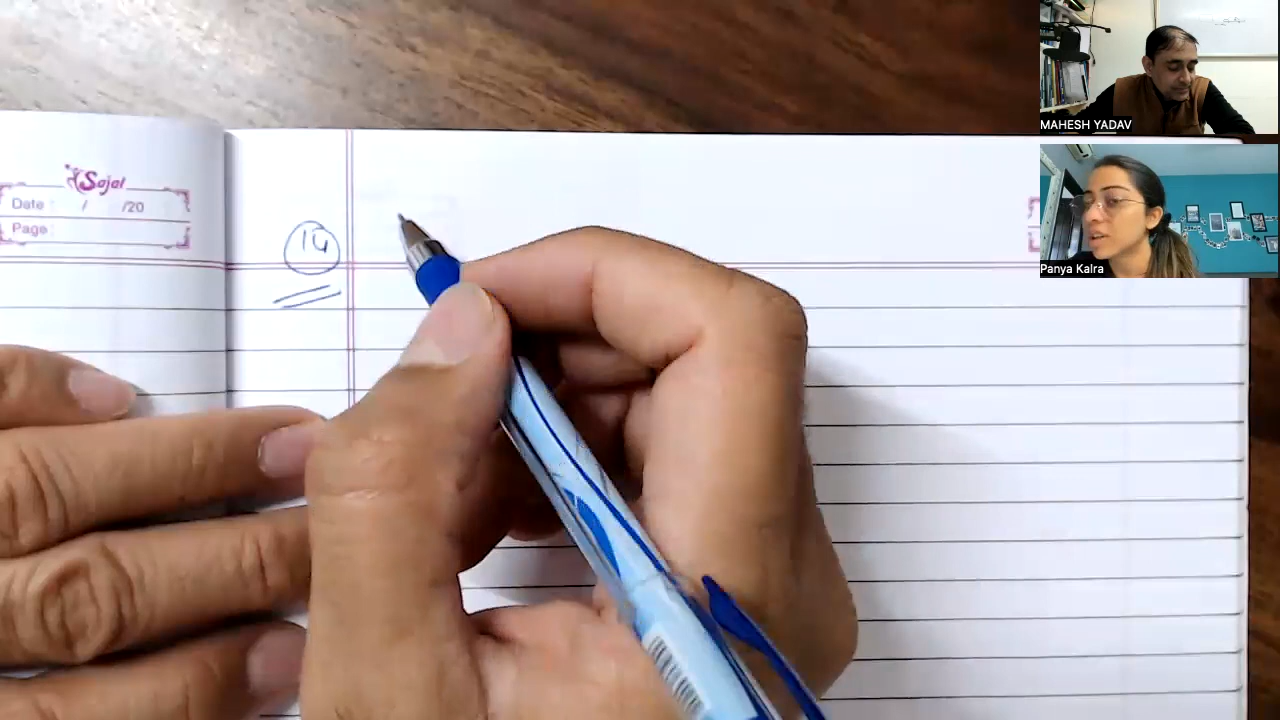 Sajal
Date : / /20
Page :
14
MAHESH YADAV
Panya Kalra